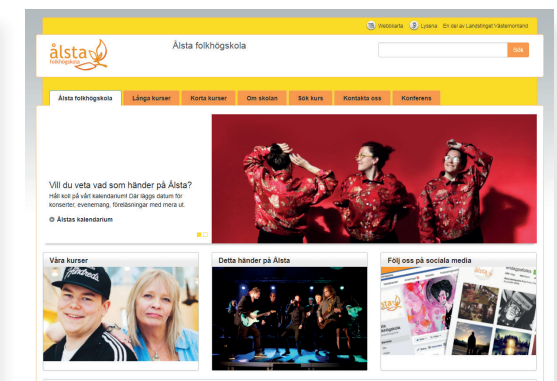 Webbkarta Lyssna En del av Landstinget Västernorrland
ålsta
folkhögskola
Ålsta folkhögskola
Sök
Ålsta folkhögskola Långa kurser Korta kurser Om skolan Sök kurs Kontakta oss Konferens
Vill du veta vad som händer på Ålsta?
Håll koll på vårt kalendarium! Där läggs datum för
konserter, evenemang, föreläsningar med mera ut.
Ålstas kalendarium
Våra kurser
Detta händer på Ålsta
Följ oss på sociala media
Hundreds